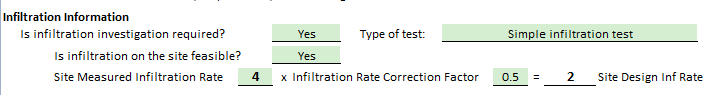 Infiltration Information
Is infiltration investigation required? Yes Type of test: Simple infiltration test
Is infiltration on the site feasible? Yes
Site Measured Infiltration Rate 4 x Infiltration Rate Correction Factor 0.5 = 2 Site Design Inf Rate